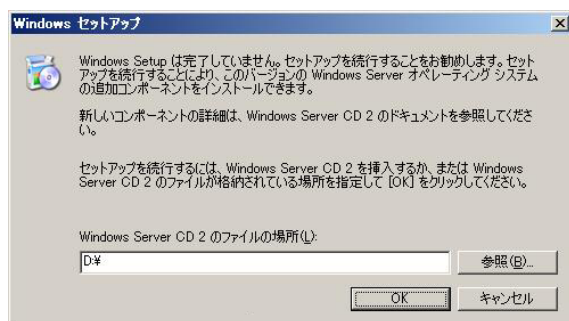 Windows セットアップ
Windows Setup は完了していません。セットアップを続行することをお勧めします。セット
アップを続行することにより、このバージョンの Windows Server オペレーティング システム
の追加コンポーネントをインストールできます。
新しいコンポーネントの詳細は、Windows Server CD 2 のドキュメントを参照してくださ
い。
セットアップを続行するには、Windows Server CD 2 を挿入するか、または Windows
Server CD 2 のファイルが格納されている場所を指定して [OK] をクリックしてください。
Windows Server CD 2 のファイルの場所(L):
D:¥
参照(B)...
OK
キャンセル